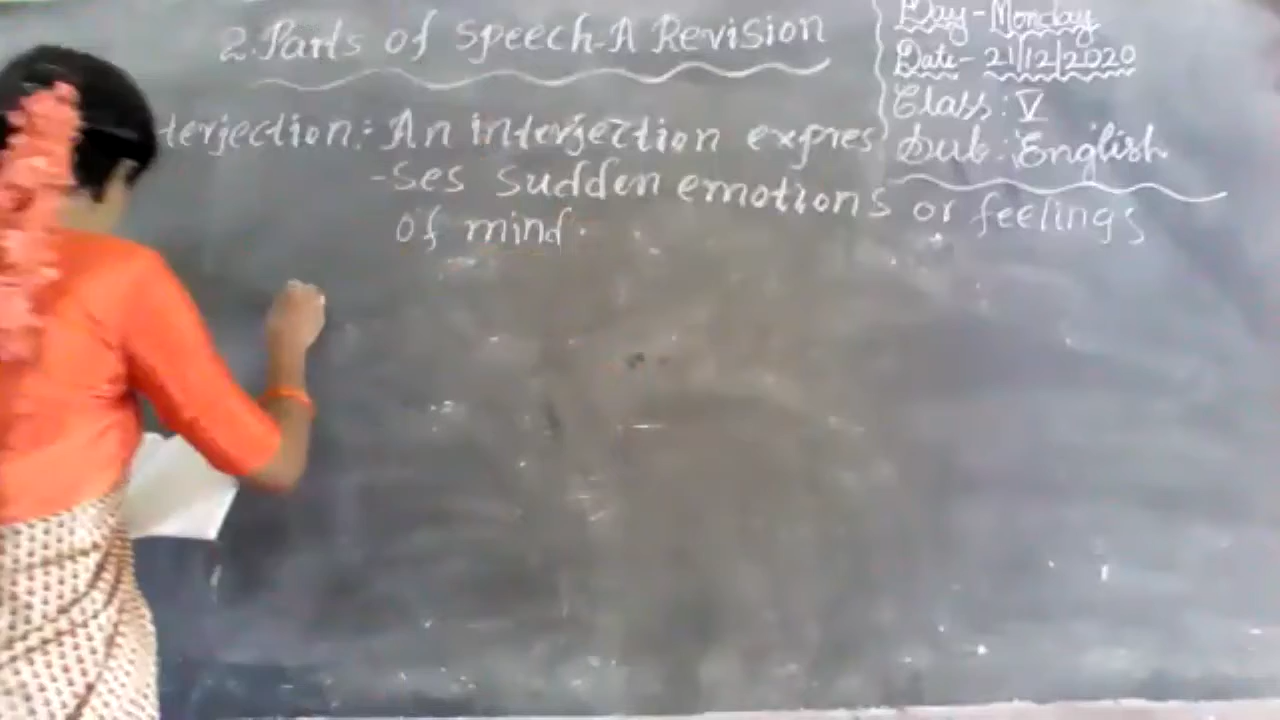 2. Parts of Speech-A Revision
Day-Monday
Date-21/12/2020
Class: V
Sub: English
terjection:- An interjection expres
-ses sudden emotions or feelings
of mind.